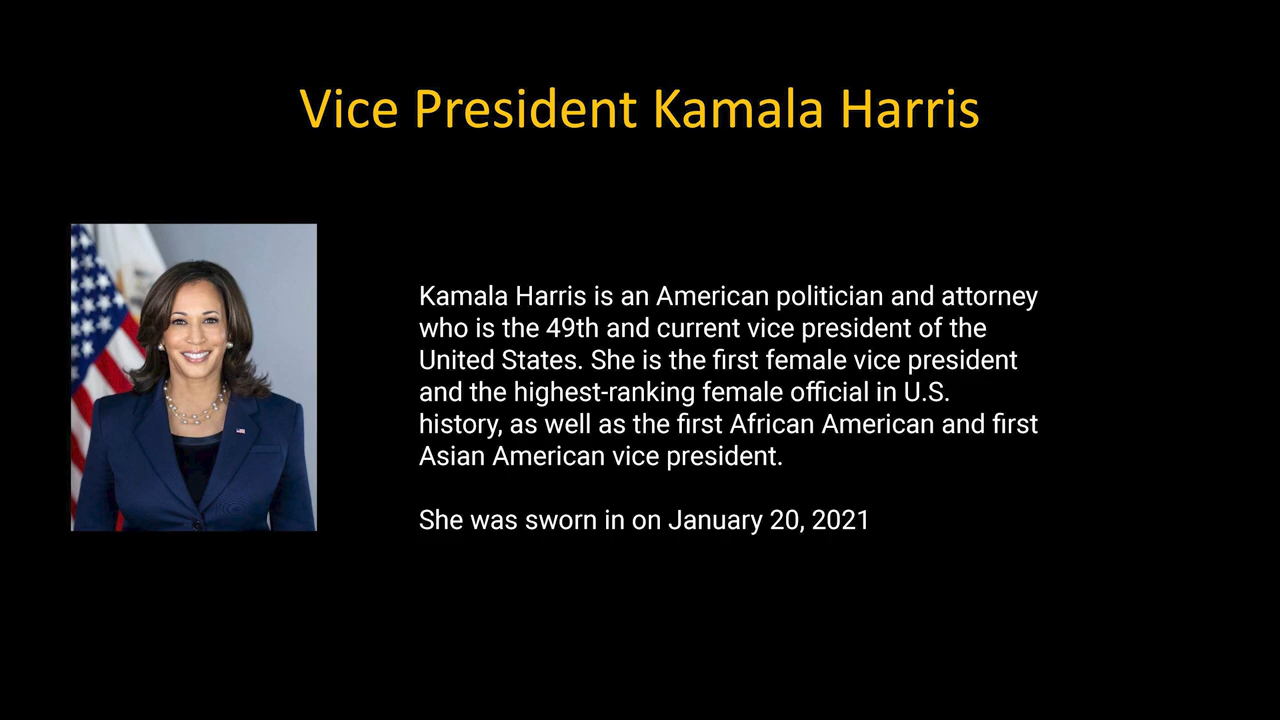 Vice President Kamala Harris
Kamala Harris is an American politician and attorney
who is the 49th and current vice president of the
United States. She is the first female vice president
and the highest-ranking female official in U.S.
history, as well as the first African American and first
Asian American vice president.
She was sworn in on January 20, 2021